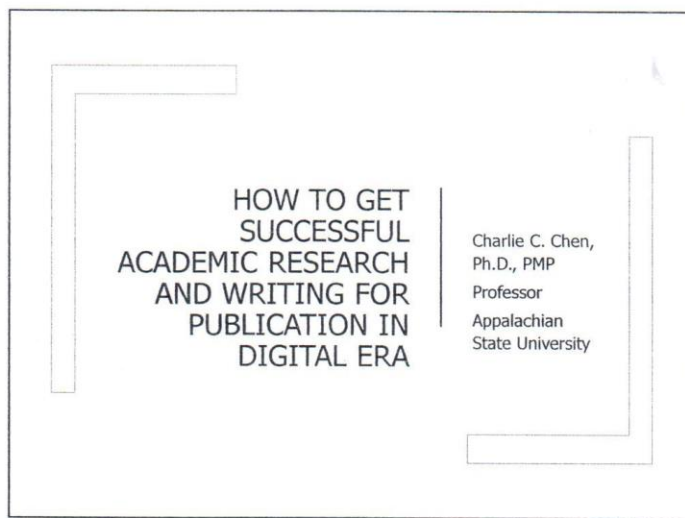 HOW TO GET
SUCCESSFUL
ACADEMIC RESEARCH
AND WRITING FOR
PUBLICATION IN
DIGITAL ERA
Charlie C. Chen,
Ph.D., PMP
Professor
Appalachian
State University